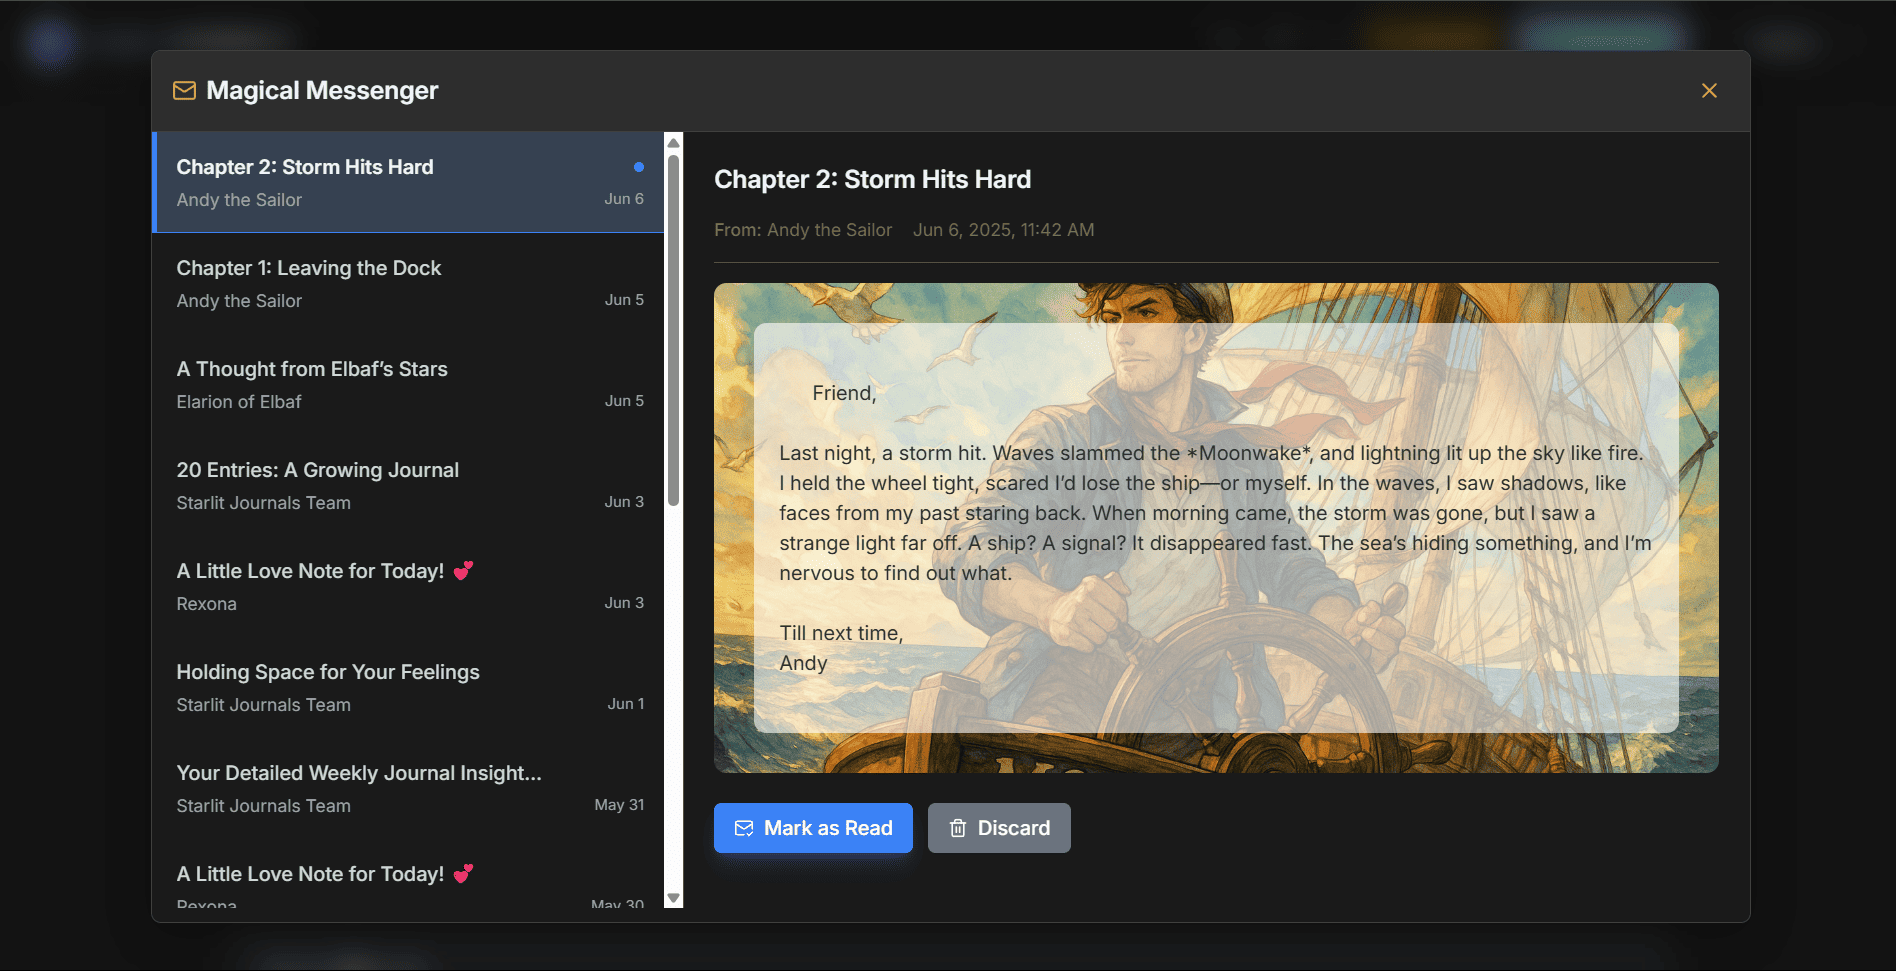 Magical Messenger
Chapter 2: Storm Hits Hard
Andy the Sailor
Jun 6
Chapter 1: Leaving the Dock
Andy the Sailor
Jun 5
A Thought from Elbaf’s Stars
Elarion of Elbaf
Jun 5
20 Entries: A Growing Journal
Starlit Journals Team
Jun 3
A Little Love Note for Today! 💕
Rexona
Jun 3
Holding Space for Your Feelings
Starlit Journals Team
Jun 1
Your Detailed Weekly Journal Insight...
Starlit Journals Team
May 31
A Little Love Note for Today! 💕
Rexona
May 30
Chapter 2: Storm Hits Hard
From: Andy the Sailor Jun 6, 2025, 11:42 AM
Friend,
Last night, a storm hit. Waves slammed the *Moonwake*, and lightning lit up the sky like fire.
I held the wheel tight, scared I’d lose the ship—or myself. In the waves, I saw shadows, like
faces from my past staring back. When morning came, the storm was gone, but I saw a
strange light far off. A ship? A signal? It disappeared fast. The sea’s hiding something, and I’m
nervous to find out what.
Till next time,
Andy
Mark as Read
Discard